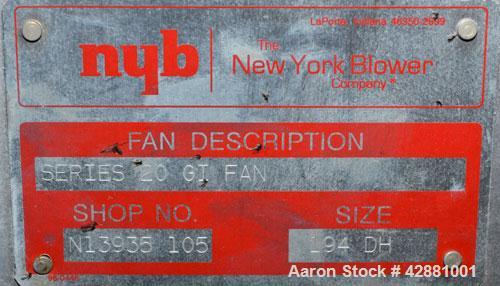 LaPorte, Indiana 46350-2699
nyb
The
New York Blower
Company®
FAN DESCRIPTION
SERIES 20 GI FAN
SHOP NO. SIZE
N13935 105 194 DH
Aaron Stock # 42881001